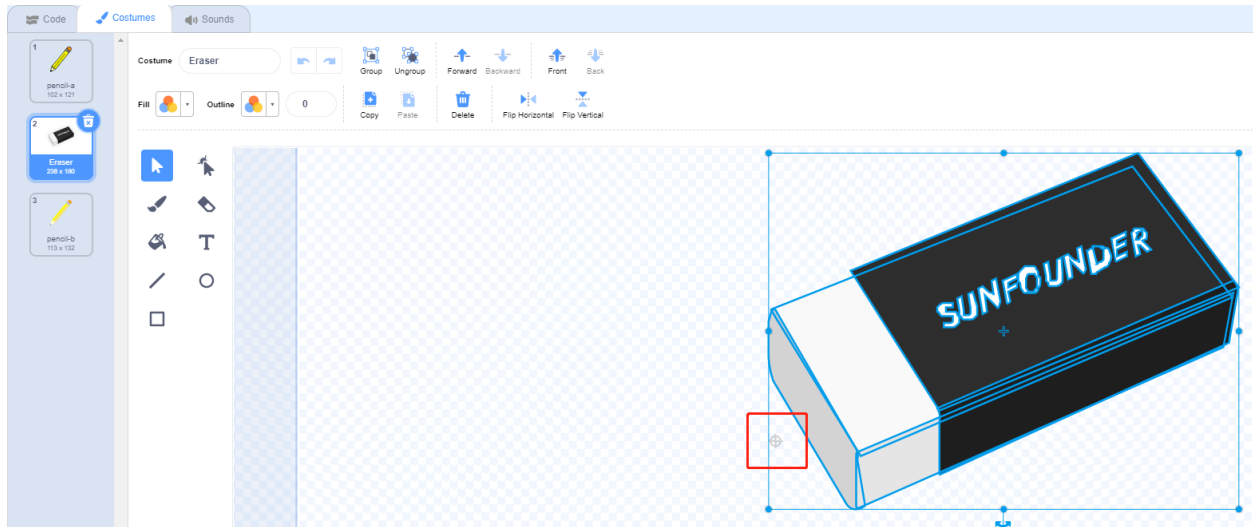 Code Costumes Sounds
1
pencil-a
102 x 121
2
Eraser
238 x 180
3
pencil-b
113 x 132
Costume Eraser
Group Ungroup Forward Backward Front Back
Fill Outline 0
Copy Paste Delete Flip Horizontal Flip Vertical
T
SUNFOUNDER